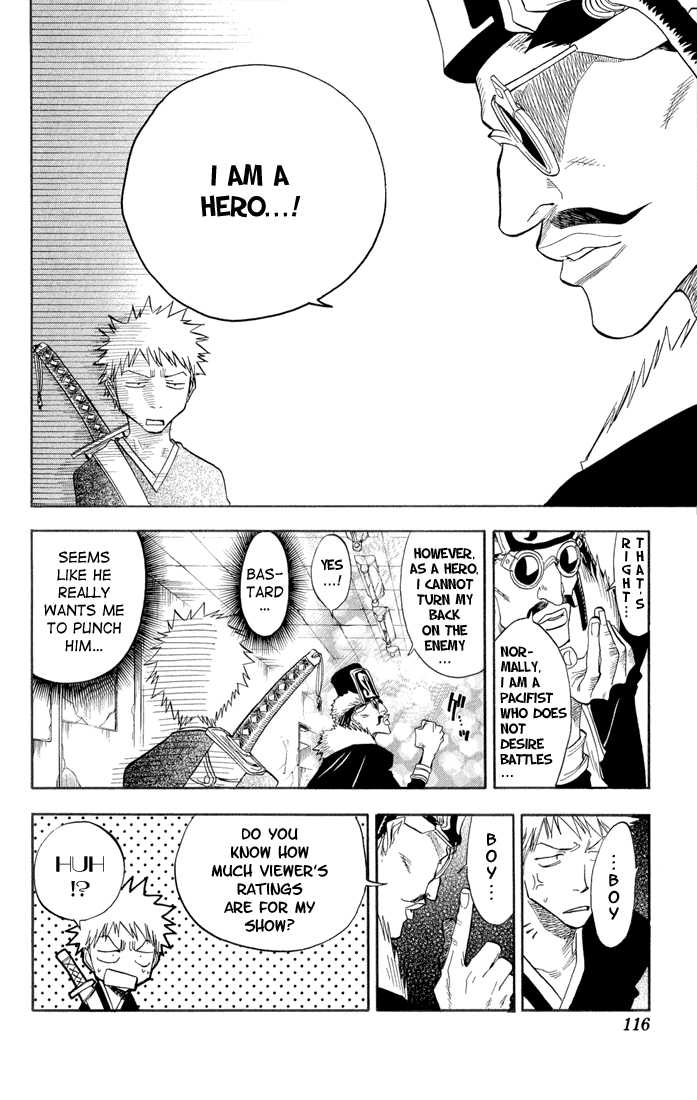 I AM A
HERO...!
THAT'S
RIGHT...
NOR-
MALLY,
I AM A
PACIFIST
WHO DOES
NOT
DESIRE
BATTLES
...
HOWEVER,
AS A HERO,
I CANNOT
TURN MY
BACK
ON THE
ENEMY
...
YES
...!
BAS-
TARD
...
SEEMS
LIKE HE
REALLY
WANTS ME
TO PUNCH
HIM...
...BOY
BOY...
DO YOU
KNOW HOW
MUCH VIEWER'S
RATINGS
ARE FOR MY
SHOW?
HUH
!?
116